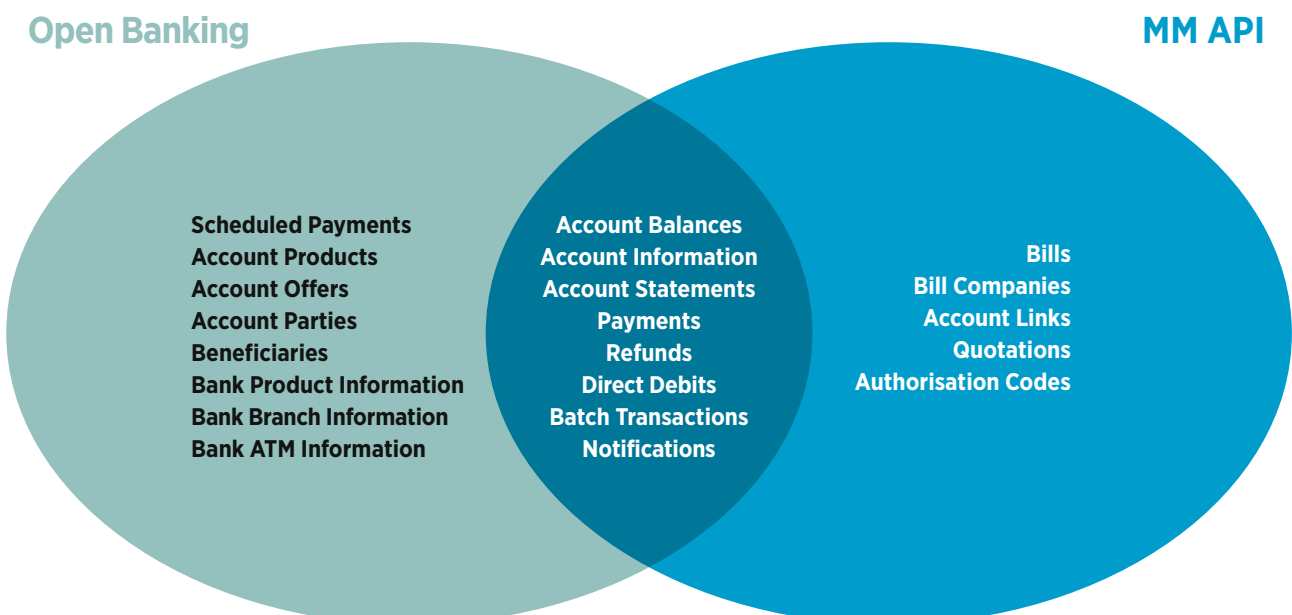 Open Banking
MM API
Scheduled Payments
Account Products
Account Offers
Account Parties
Beneficiaries
Bank Product Information
Bank Branch Information
Bank ATM Information
Account Balances
Account Information
Account Statements
Payments
Refunds
Direct Debits
Batch Transactions
Notifications
Bills
Bill Companies
Account Links
Quotations
Authorisation Codes